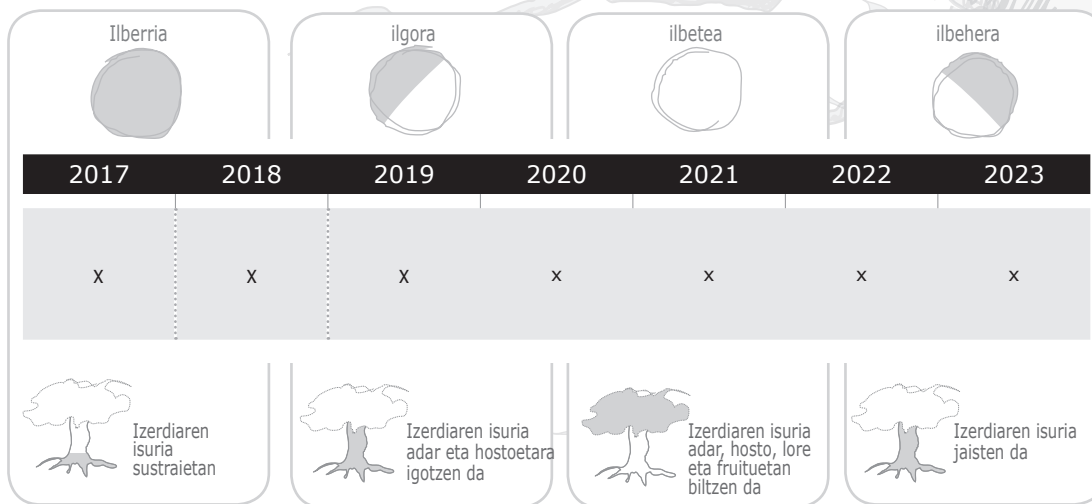 Ilberria
ilgora
ilbetea
ilbehera
2017 2018 2019 2020 2021 2022 2023
X X X x x x x
Izerdiaren
isuria
sustraietan
Izerdiaren isuria
adar eta hostoetara
igotzen da
Izerdiaren isuria
adar, hosto, lore
eta fruituetan
biltzen da
Izerdiaren isuria
jaisten da